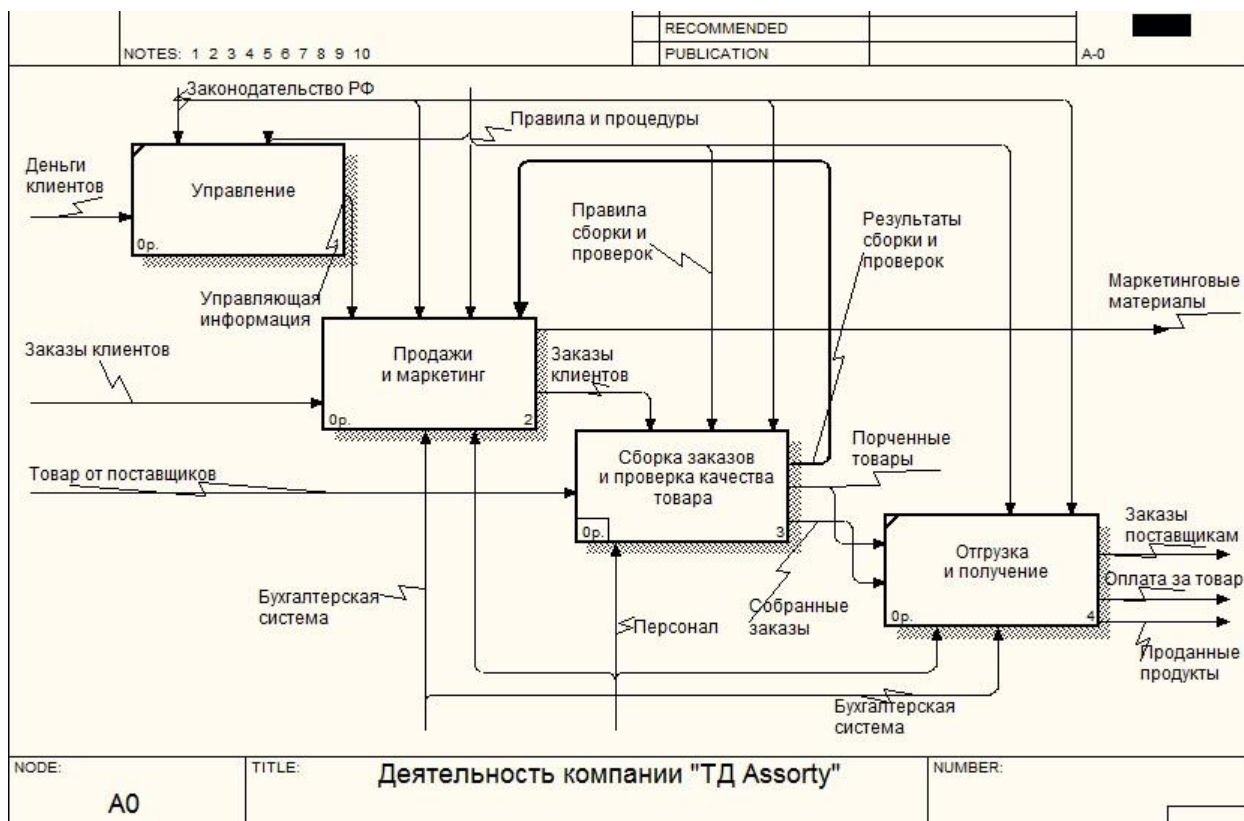 RECOMMENDED
NOTES: 1 2 3 4 5 6 7 8 9 10
PUBLICATION
A-0
Законодательство РФ
Правила и процедуры
Деньги
клиентов
Управление
0р.
1
Правила
сборки и
проверок
Результаты
сборки и
проверок
Управляющая
информация
Маркетинговые
материалы
Заказы клиентов
Продажи
и маркетинг
0р.
2
Заказы
клиентов
Товар от поставщиков
Сборка заказов
и проверка качества
товара
0р.
3
Порченные
товары
Заказы
поставщикам
Отгрузка
и получение
0р.
4
Оплата за товар
Бухгалтерская
система
Персонал
Собранные
заказы
Проданные
продукты
Бухгалтерская
система
NODE:
A0
TITLE:
Деятельность компании "ТД Assorty"
NUMBER: